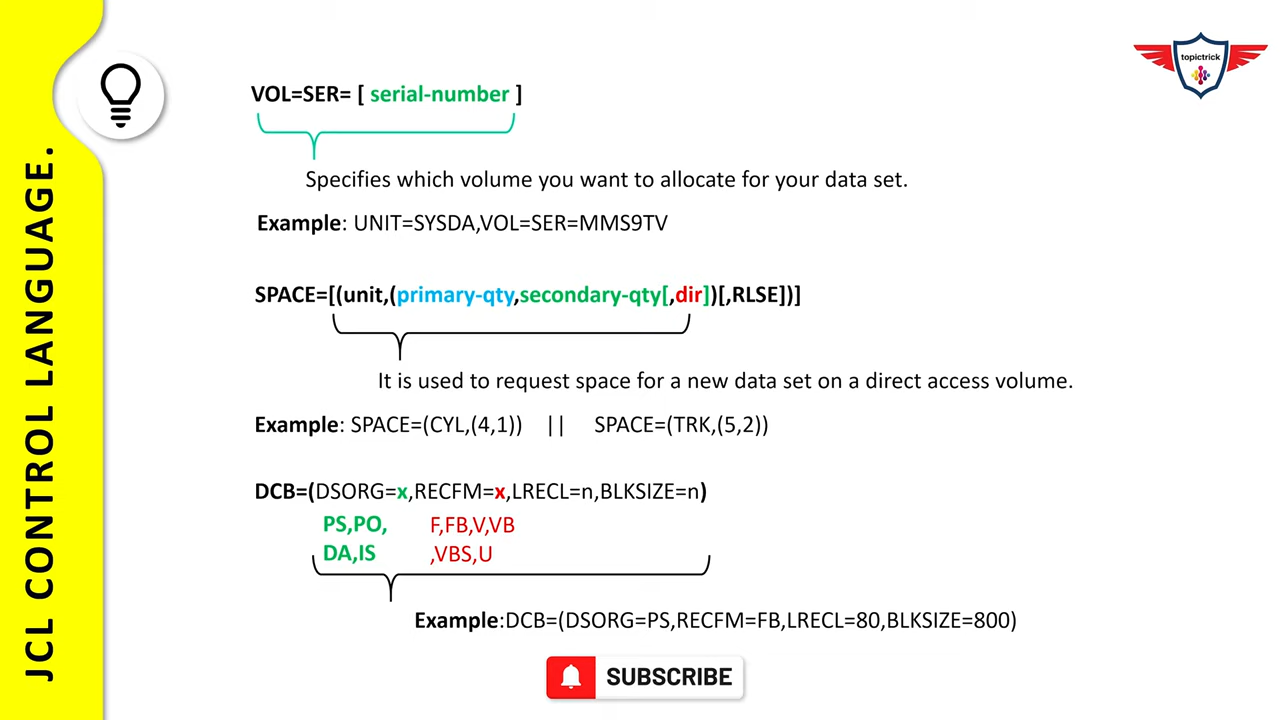 topictrick
JCL CONTROL LANGUAGE.
VOL=SER= [ serial-number ]
Specifies which volume you want to allocate for your data set.
Example: UNIT=SYSDA,VOL=SER=MMS9TV
SPACE=[(unit,(primary-qty,secondary-qty[,dir])[,RLSE])]
It is used to request space for a new data set on a direct access volume.
Example: SPACE=(CYL,(4,1)) || SPACE=(TRK,(5,2))
DCB=(DSORG=x,RECFM=x,LRECL=n,BLKSIZE=n)
PS,PO, F,FB,V,VB
DA,IS ,VBS,U
Example:DCB=(DSORG=PS,RECFM=FB,LRECL=80,BLKSIZE=800)
SUBSCRIBE